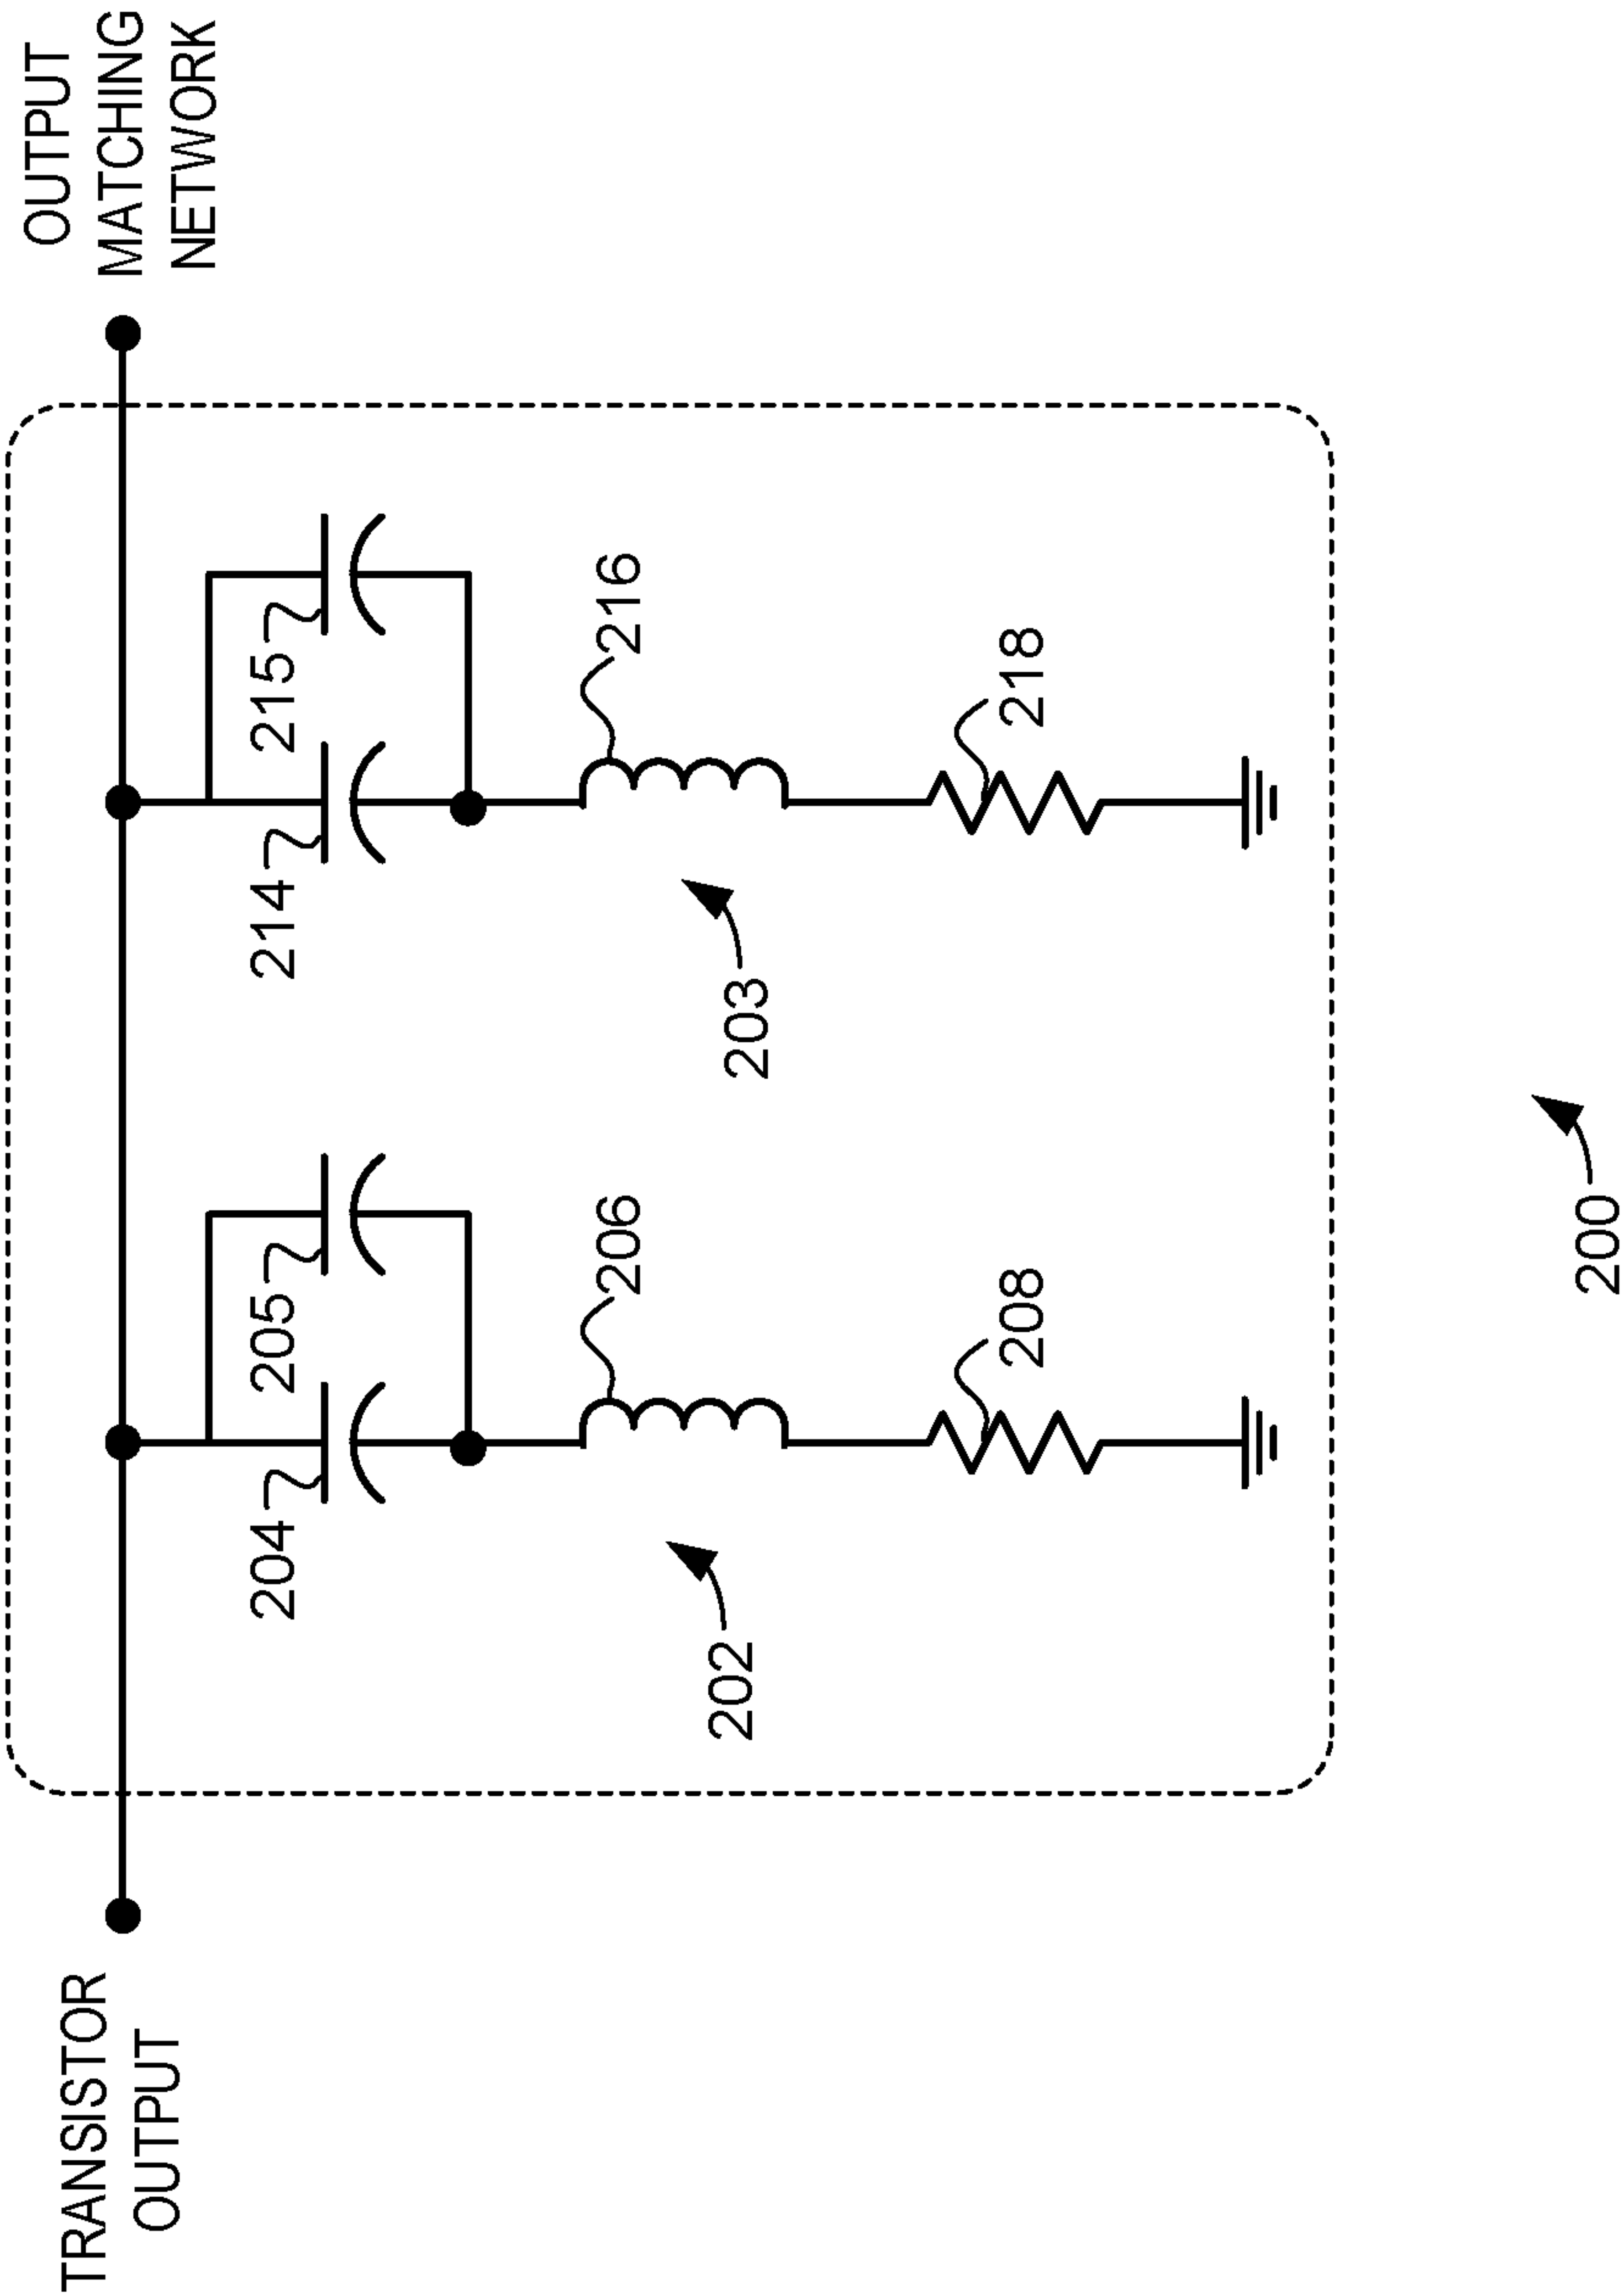 TRANSISTOR
OUTPUT
OUTPUT
MATCHING
NETWORK
204
205
214
215
206
216
202
203
208
218
200